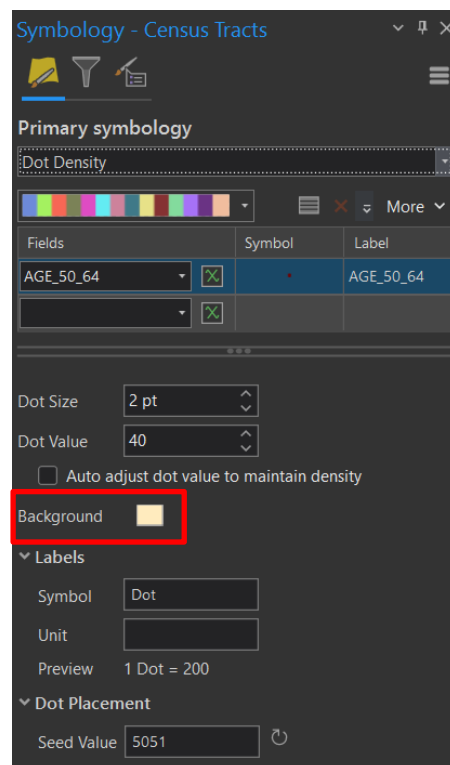 Symbology - Census Tracts
Primary symbology
Dot Density
More
Fields Symbol Label
AGE_50_64 AGE_50_64
Dot Size 2 pt
Dot Value 40
Auto adjust dot value to maintain density
Background
Labels
Symbol Dot
Unit
Preview 1 Dot = 200
Dot Placement
Seed Value 5051